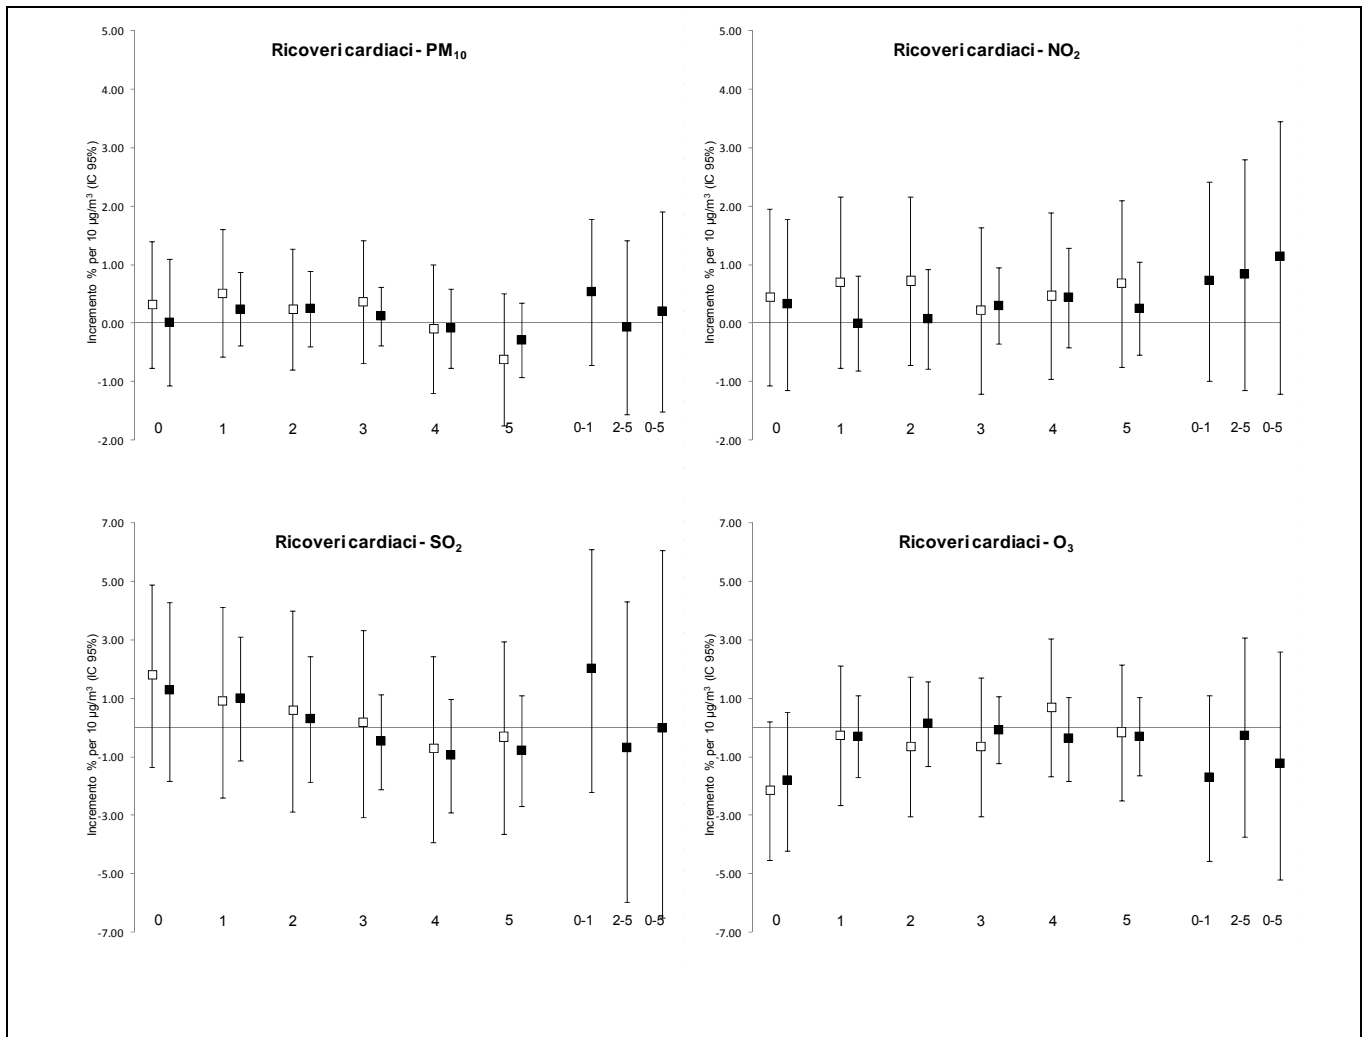 Ricoveri cardiaci - PM10
Incremento % per 10 µg/m³ (IC 95%)
5.00
4.00
3.00
2.00
1.00
0.00
-1.00
-2.00
0 1 2 3 4 5 0-1 2-5 0-5
Ricoveri cardiaci - NO2
Incremento % per 10 µg/m³ (IC 95%)
5.00
4.00
3.00
2.00
1.00
0.00
-1.00
-2.00
0 1 2 3 4 5 0-1 2-5 0-5
Ricoveri cardiaci - SO2
Incremento % per 10 µg/m³ (IC 95%)
7.00
5.00
3.00
1.00
-1.00
-3.00
-5.00
-7.00
0 1 2 3 4 5 0-1 2-5 0-5
Ricoveri cardiaci - O3
Incremento % per 10 µg/m³ (IC 95%)
7.00
5.00
3.00
1.00
-1.00
-3.00
-5.00
-7.00
0 1 2 3 4 5 0-1 2-5 0-5